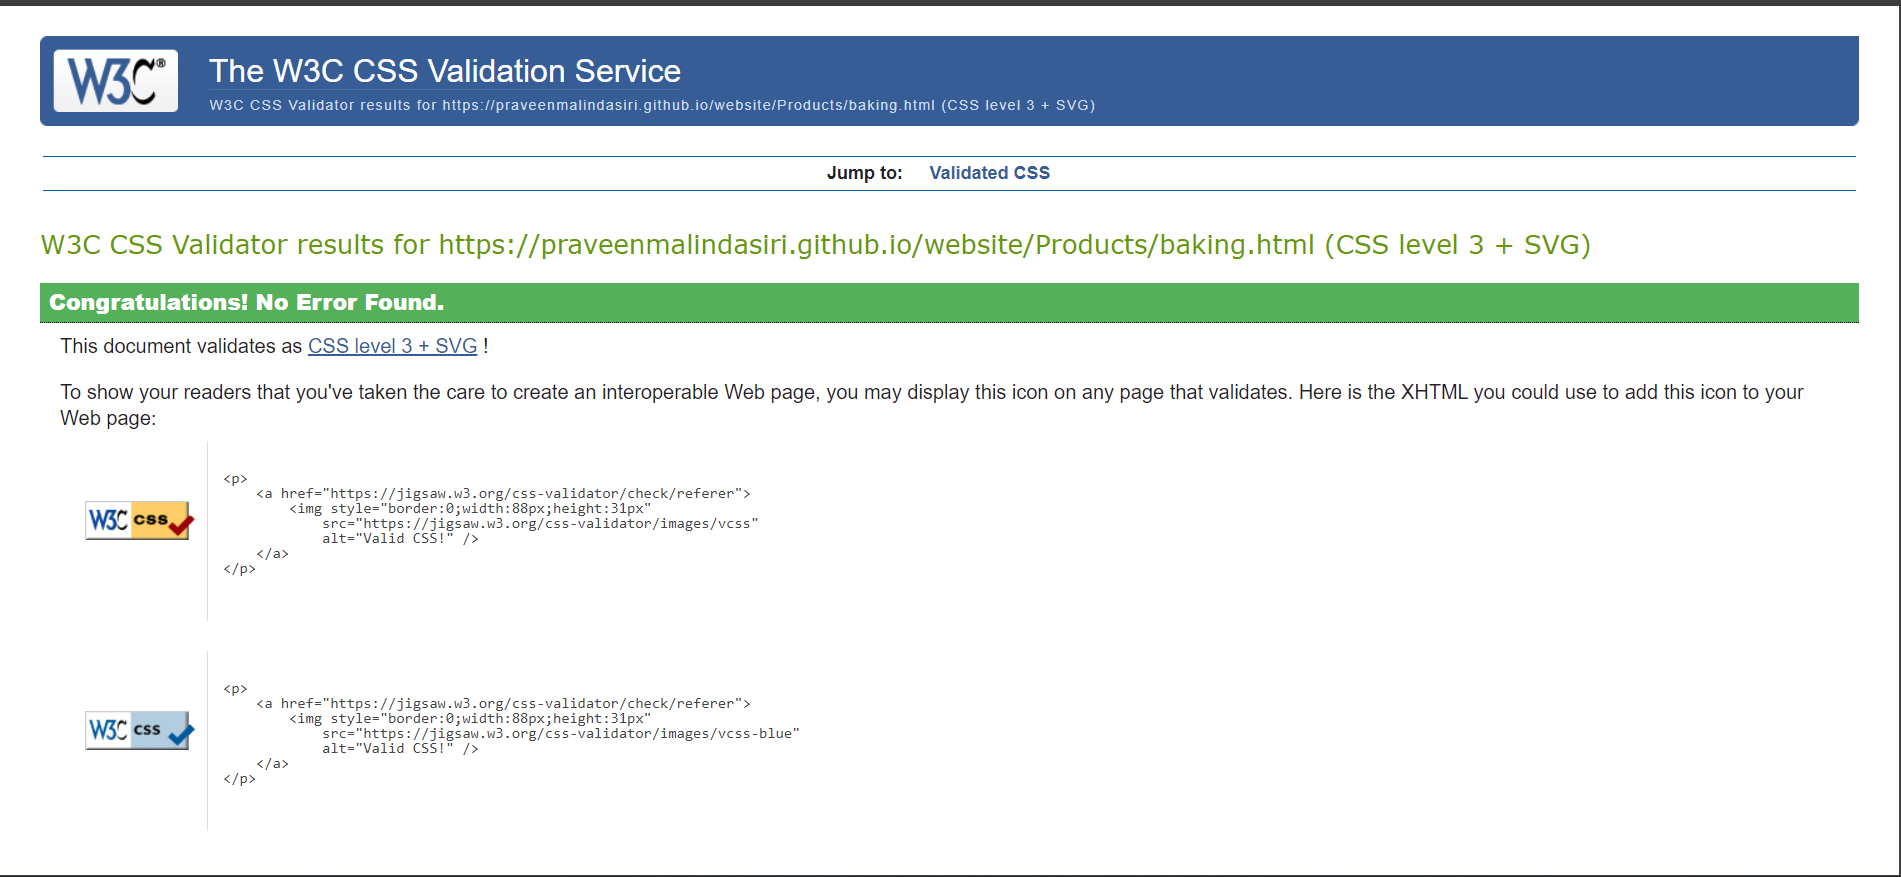 W3C®
The W3C CSS Validation Service
W3C CSS Validator results for https://praveenmalindasiri.github.io/website/Products/baking.html (CSS level 3 + SVG)
Jump to: Validated CSS
W3C CSS Validator results for https://praveenmalindasiri.github.io/website/Products/baking.html (CSS level 3 + SVG)
Congratulations! No Error Found.
This document validates as CSS level 3 + SVG !
To show your readers that you've taken the care to create an interoperable Web page, you may display this icon on any page that validates. Here is the XHTML you could use to add this icon to your
Web page:
W3C css
<p>
    <a href="https://jigsaw.w3.org/css-validator/check/referer">
        <img style="border:0;width:88px;height:31px"
            src="https://jigsaw.w3.org/css-validator/images/vcss"
            alt="Valid CSS!" />
    </a>
</p>
W3C css
<p>
    <a href="https://jigsaw.w3.org/css-validator/check/referer">
        <img style="border:0;width:88px;height:31px"
            src="https://jigsaw.w3.org/css-validator/images/vcss-blue"
            alt="Valid CSS!" />
    </a>
</p>